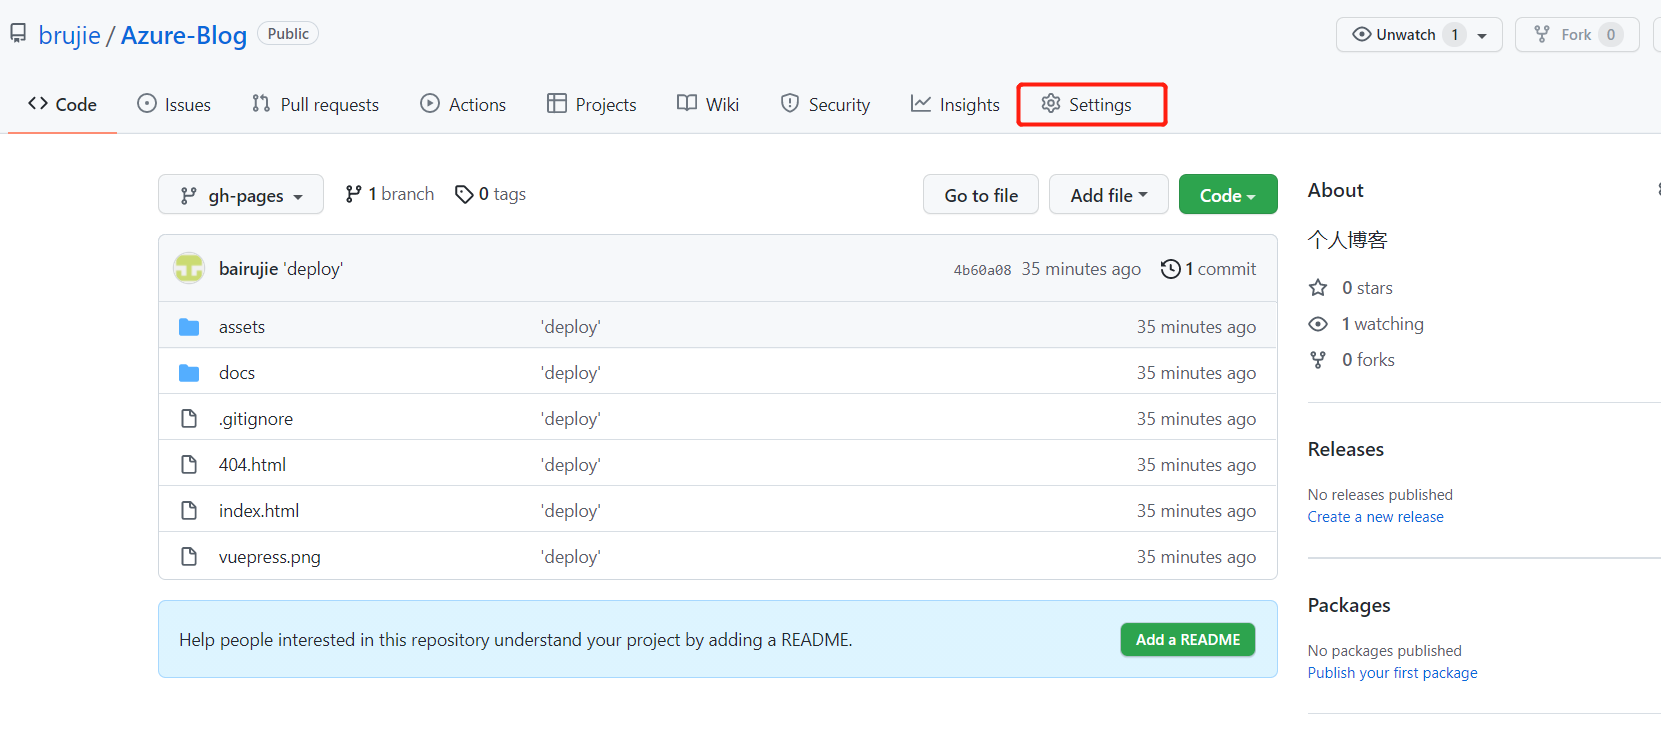 brujie / Azure-Blog Public Unwatch 1 Fork 0
Code Issues Pull requests Actions Projects Wiki Security Insights Settings
gh-pages 1 branch 0 tags Go to file Add file Code
bairujie 'deploy' 4b60a08 35 minutes ago 1 commit
assets 'deploy' 35 minutes ago
docs 'deploy' 35 minutes ago
.gitignore 'deploy' 35 minutes ago
404.html 'deploy' 35 minutes ago
index.html 'deploy' 35 minutes ago
vuepress.png 'deploy' 35 minutes ago
Help people interested in this repository understand your project by adding a README. Add a README
About
个人博客
0 stars
1 watching
0 forks
Releases
No releases published
Create a new release
Packages
No packages published
Publish your first package